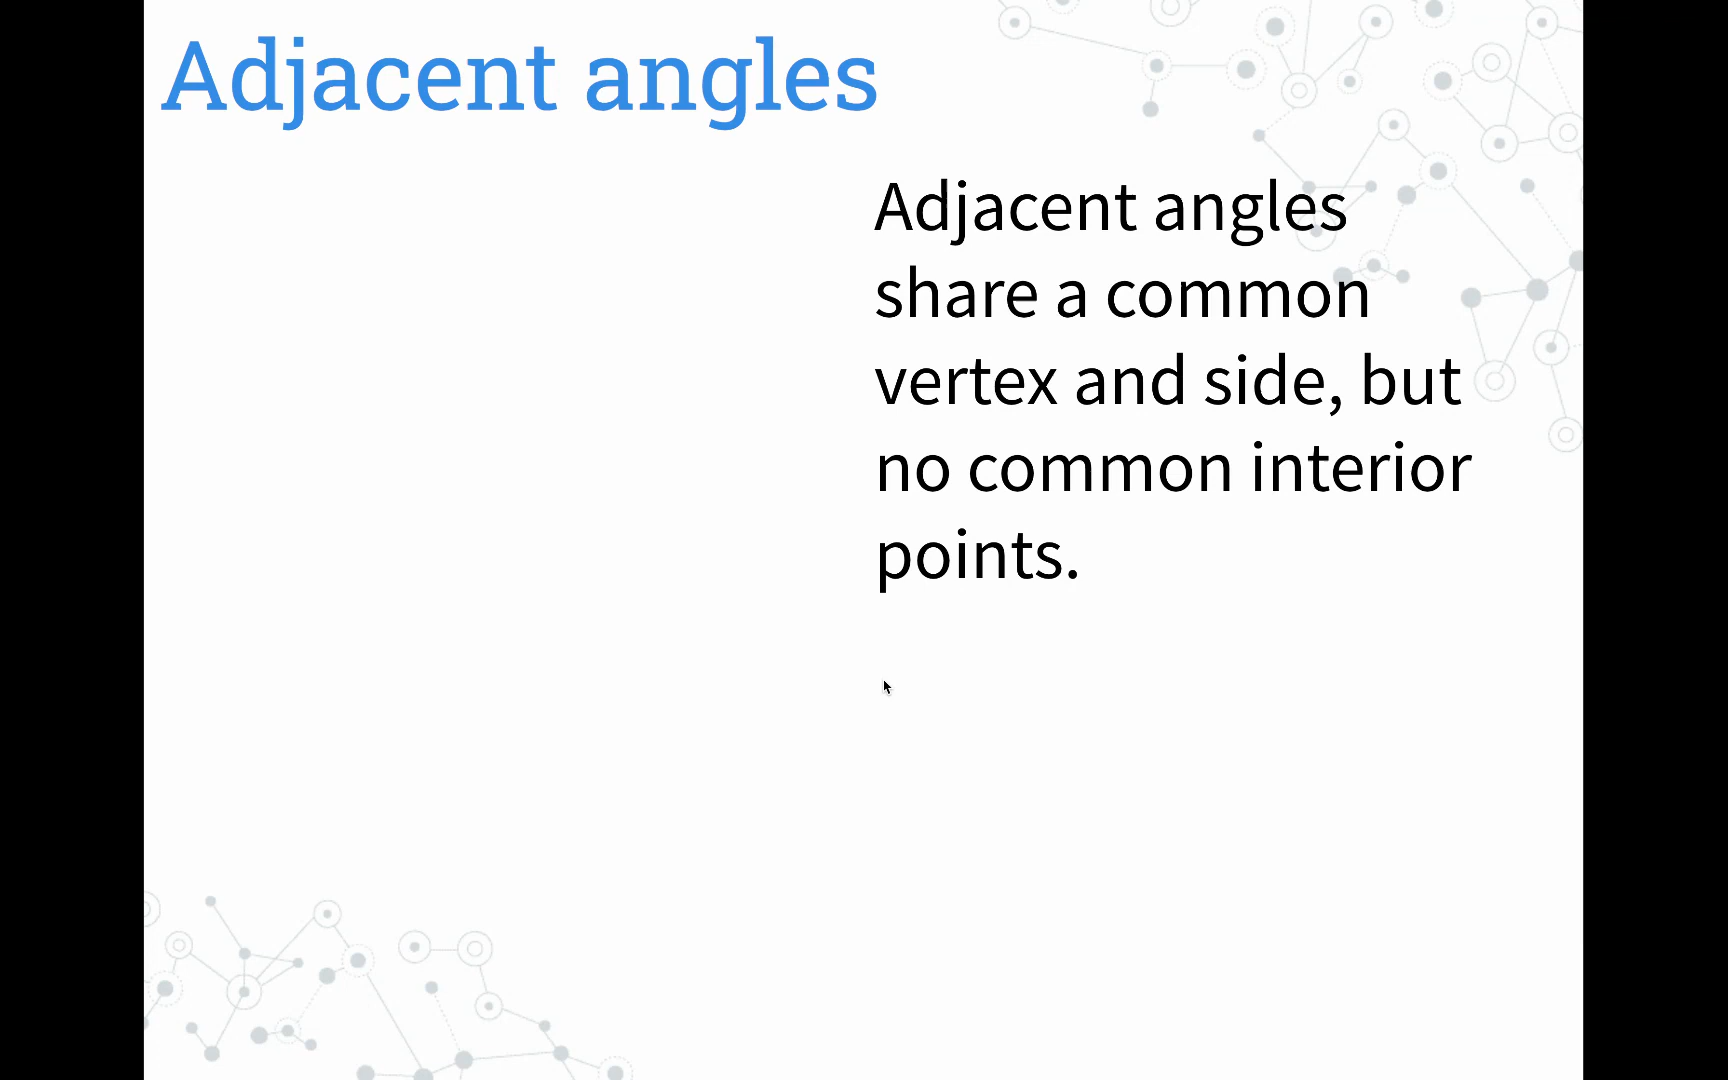 Adjacent angles
Adjacent angles
share a common
vertex and side, but
no common interior
points.